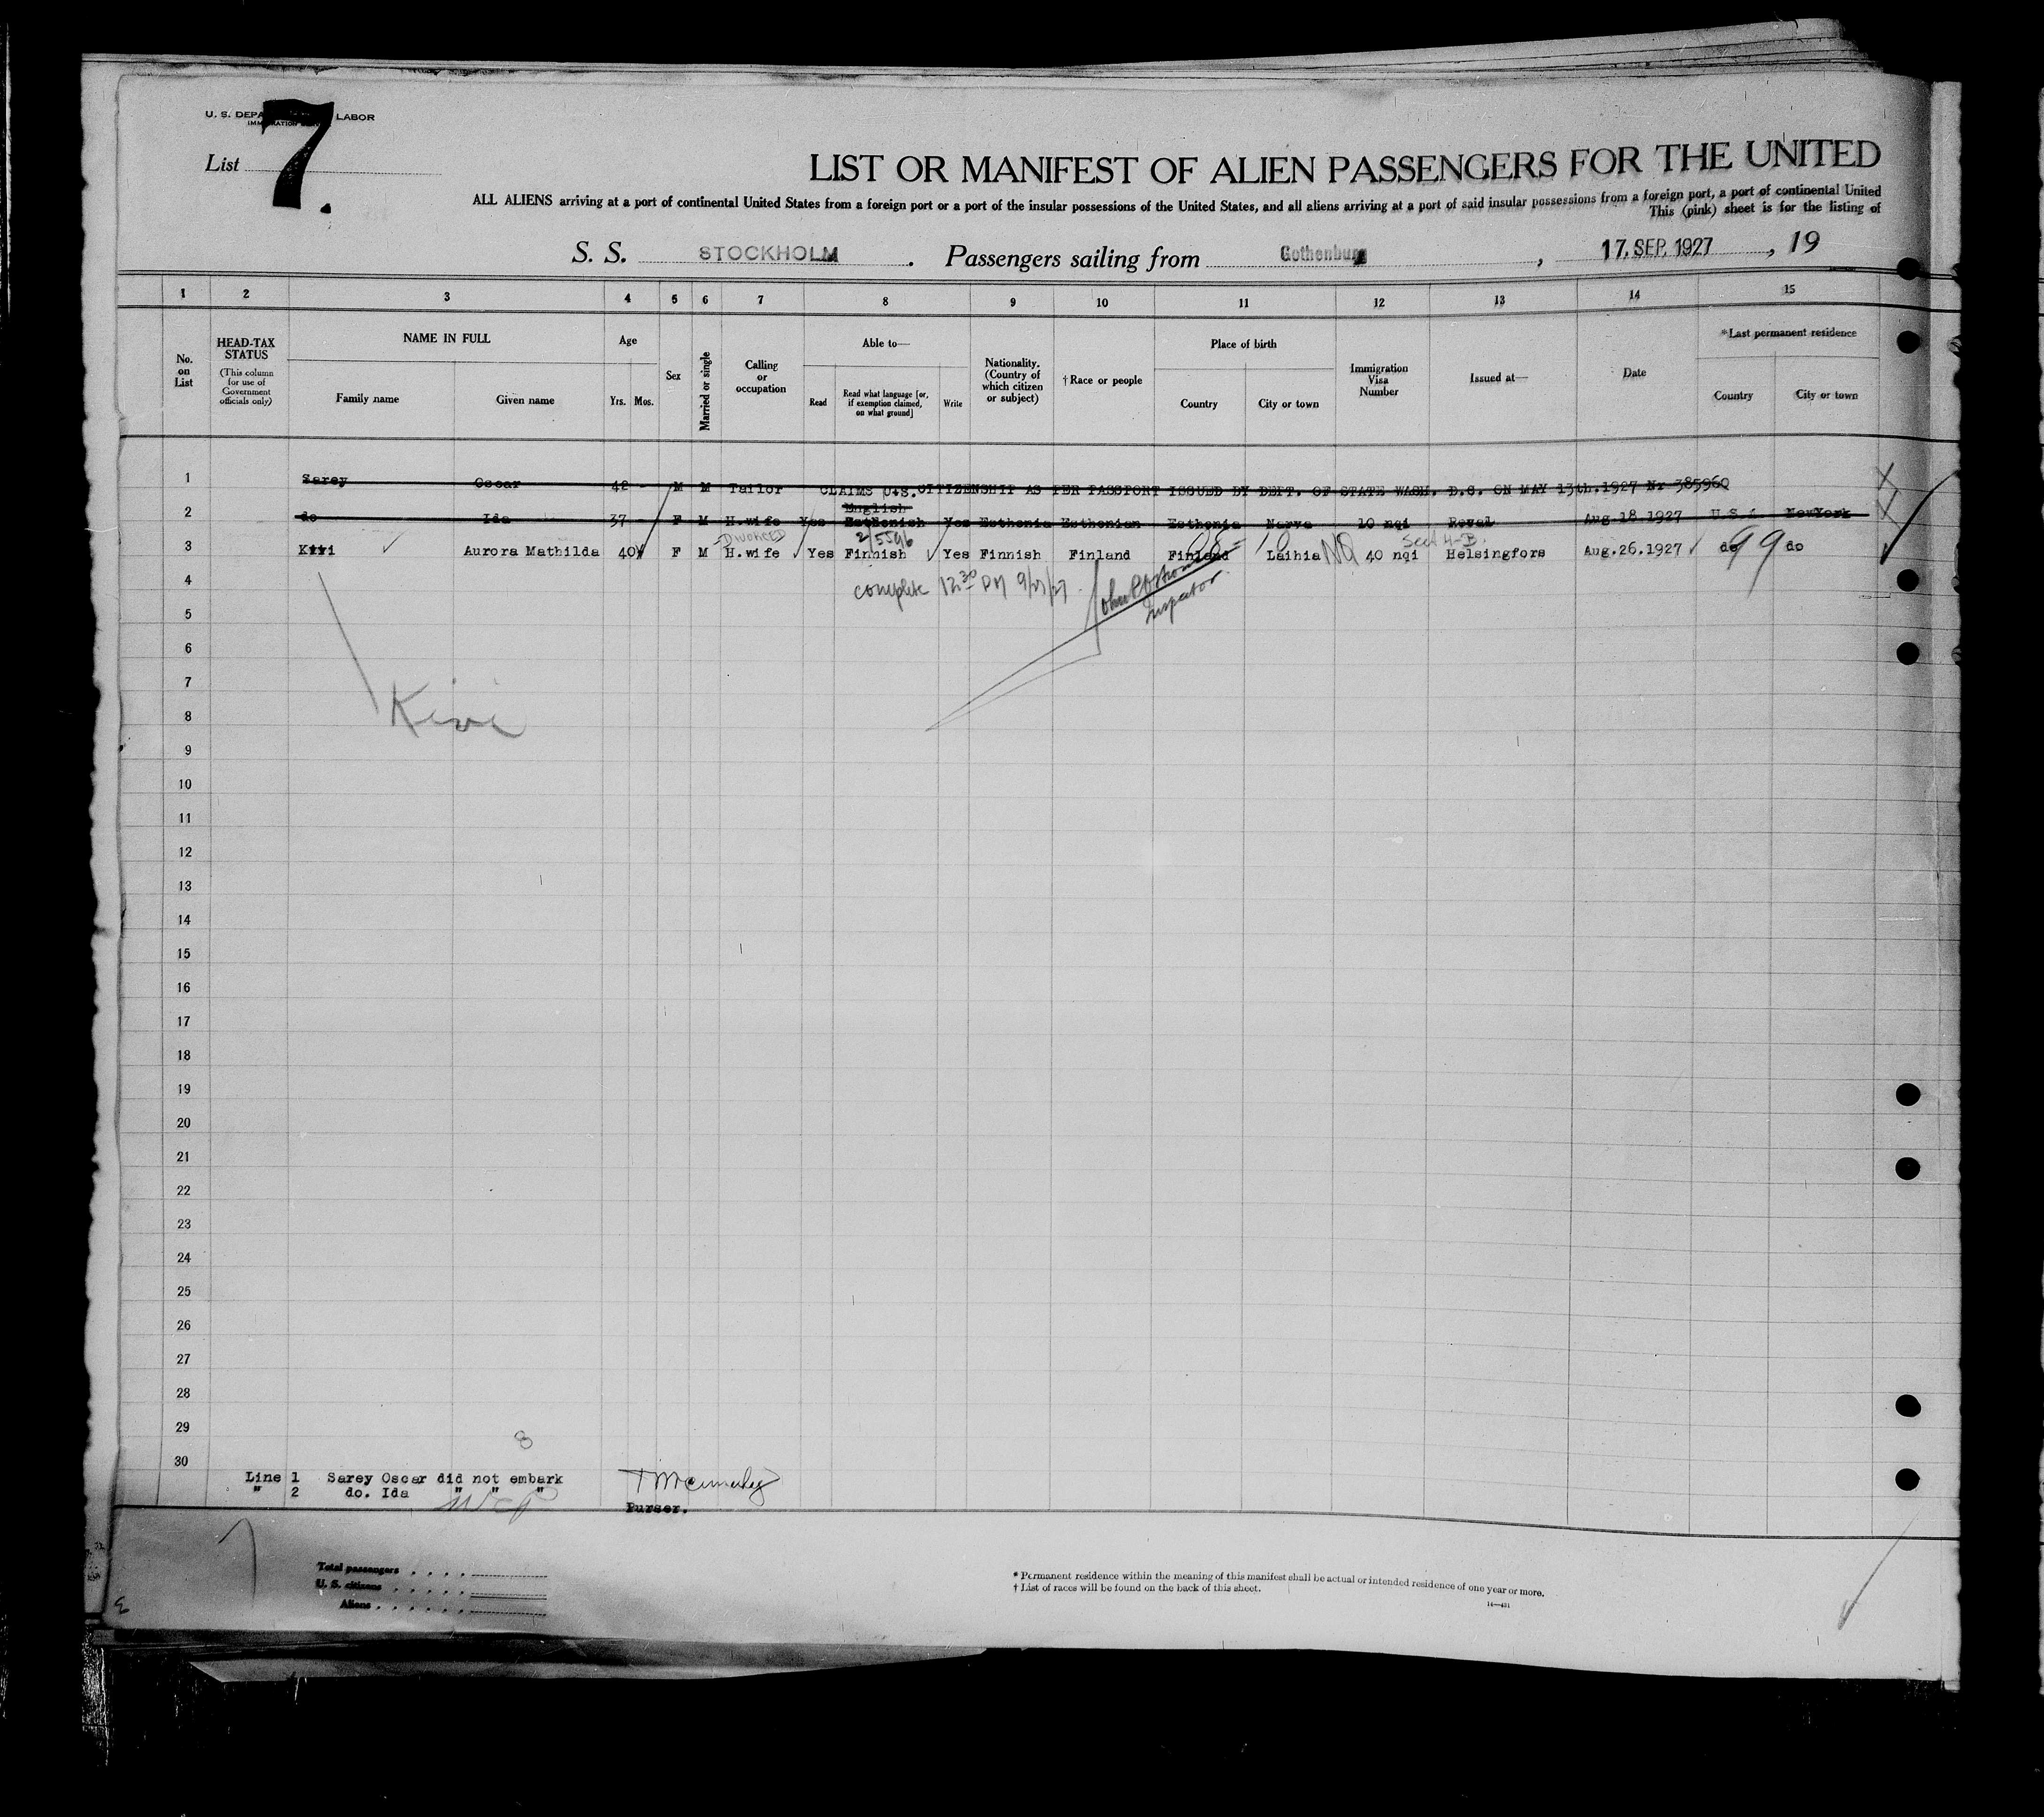 U. S. DEPA LABOR
List 7.
LIST OR MANIFEST OF ALIEN PASSENGERS FOR THE UNITED
ALL ALIENS arriving at a port of continental United States from a foreign port or a port of the insular possessions of the United States, and all aliens arriving at a port of said insular possessions from a foreign port, a port of continental United
This (pink) sheet is for the listing of
S. S. STOCKHOLM . Passengers sailing from Gothenburg , 17. SEP. 1927 , 19
1 2 3 4 5 6 7 8 9 10 11 12 13 14 15
No. on List
HEAD-TAX STATUS
(This column for use of Government officials only)
NAME IN FULL
Family name
Given name
Age
Yrs. Mos.
Sex
Married or single
Calling or occupation
Able to—
Read
Read what language [or, if exemption claimed, on what ground]
Write
Nationality. (Country of which citizen or subject)
†Race or people
Place of birth
Country
City or town
Immigration Visa Number
Issued at—
Date
*Last permanent residence
Country
City or town
1 Sarey Oscar 42 - M M Tailor CLAIMS U.S. CITIZENSHIP AS PER PASSPORT ISSUED BY DEPT. OF STATE WASH. D.S. ON MAY 13th.1927 Nr 385960
English
2 do Ida 37 - F M H.wife Yes Esthonish Yes Esthonia Esthonian Esthonia Narva 10 nqi Reval Aug.18.1927 U.S.A. NewYork
DIVORCED 2/5596 Sect 4-B.
3 Kivi Aurora Mathilda 40 F M H.wife Yes Finnish Yes Finnish Finland Finland Laihia NQ 40 nqi Helsingfors Aug.26.1927 do 99 do
4 complete 12 30 PM 9/27/27
Inspector
5
6
7
8 Kivi
9
10
11
12
13
14
15
16
17
18
19
20
21
22
23
24
25
26
27
28
29
8
30
Line 1 Sarey Oscar did not embark
" 2 do. Ida " " "
Purser.
Total passengers
U. S. citizens
Aliens
* Permanent residence within the meaning of this manifest shall be actual or intended residence of one year or more.
† List of races will be found on the back of this sheet.
14—431